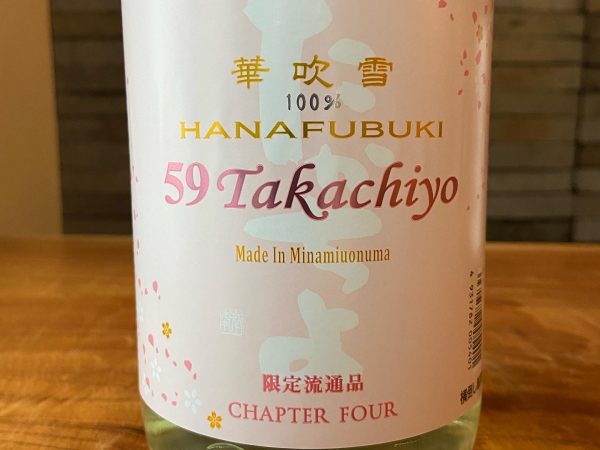 華吹雪
100%
HANAFUBUKI
59 Takachiyo
Made In Minamiuonuma
限定流通品
CHAPTER FOUR